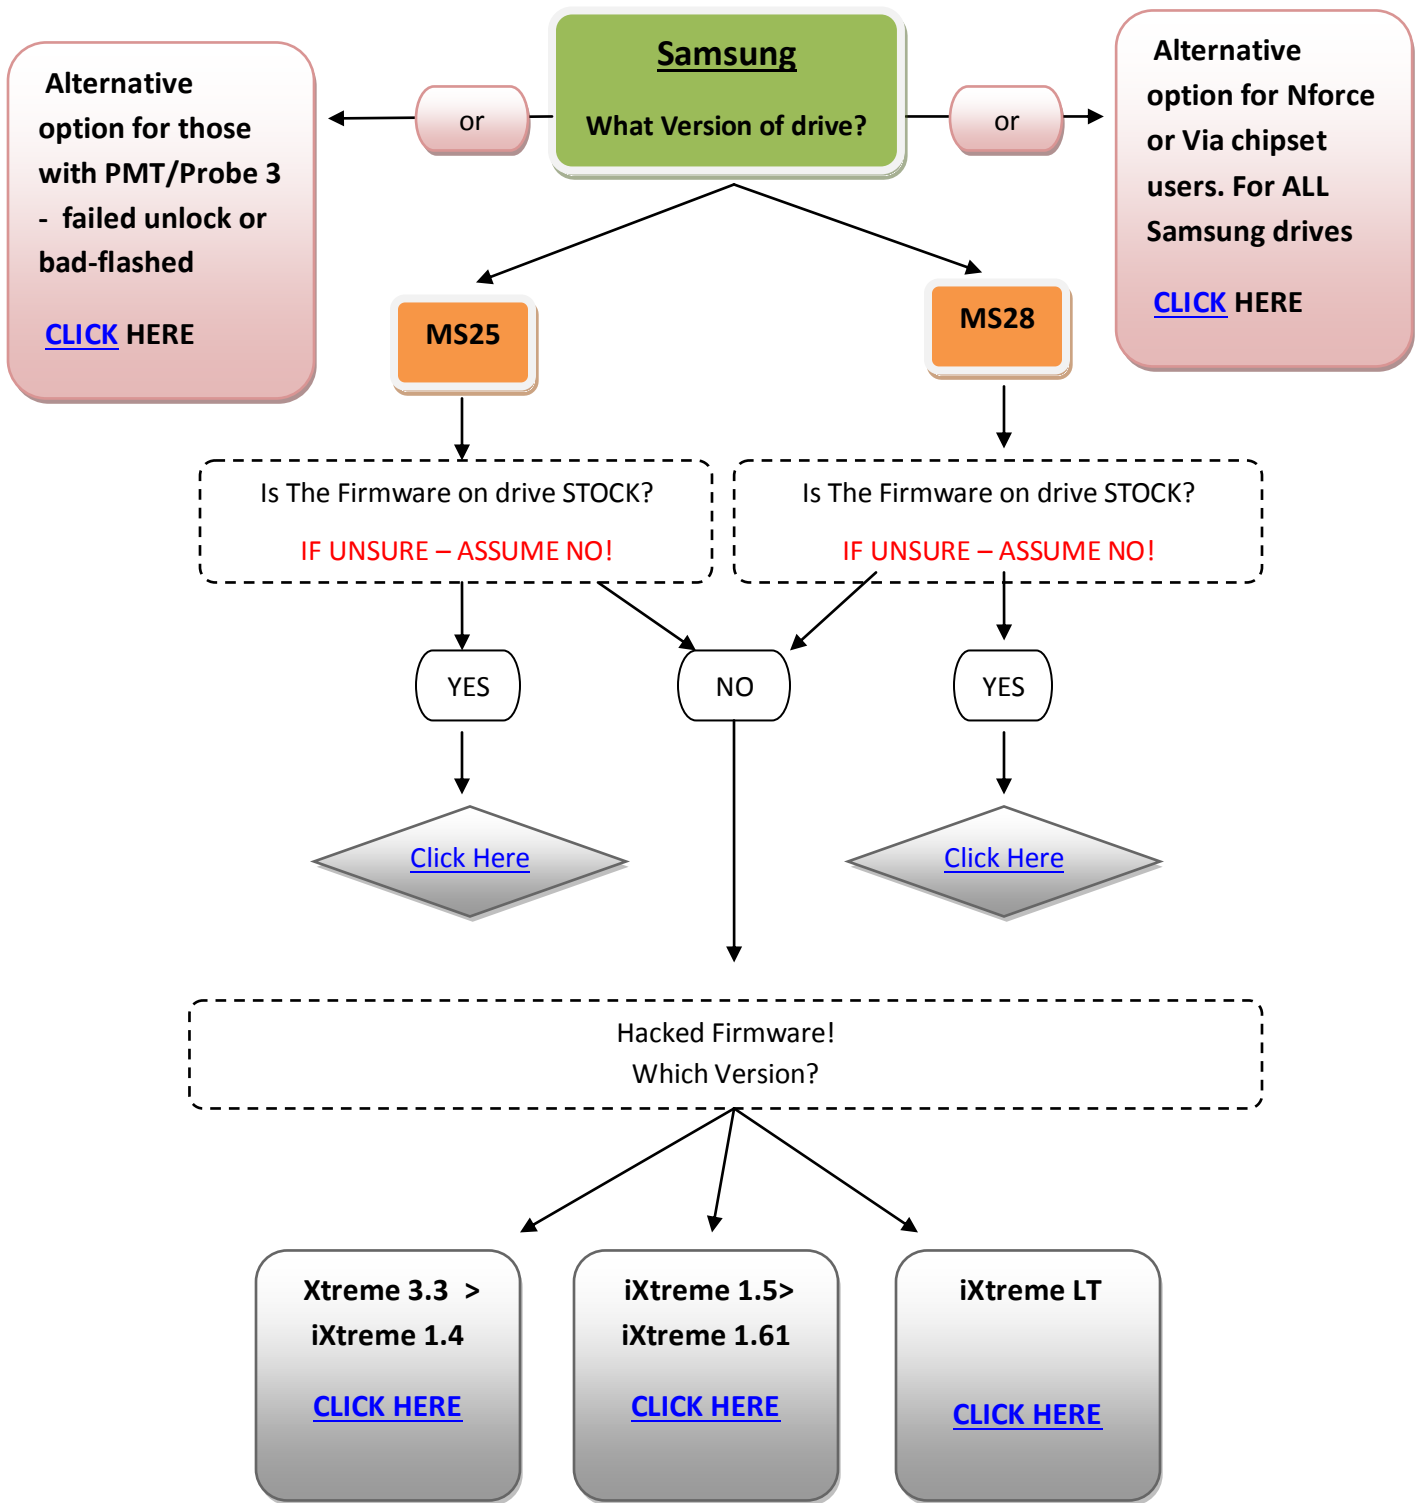 Samsung
What Version of drive?
or
or
Alternative
option for those
with PMT/Probe 3
- failed unlock or
bad-flashed
CLICK HERE
Alternative
option for Nforce
or Via chipset
users. For ALL
Samsung drives
CLICK HERE
MS25
MS28
Is The Firmware on drive STOCK?
IF UNSURE – ASSUME NO!
Is The Firmware on drive STOCK?
IF UNSURE – ASSUME NO!
YES
NO
YES
Click Here
Click Here
Hacked Firmware!
Which Version?
Xtreme 3.3 >
iXtreme 1.4
CLICK HERE
iXtreme 1.5>
iXtreme 1.61
CLICK HERE
iXtreme LT
CLICK HERE